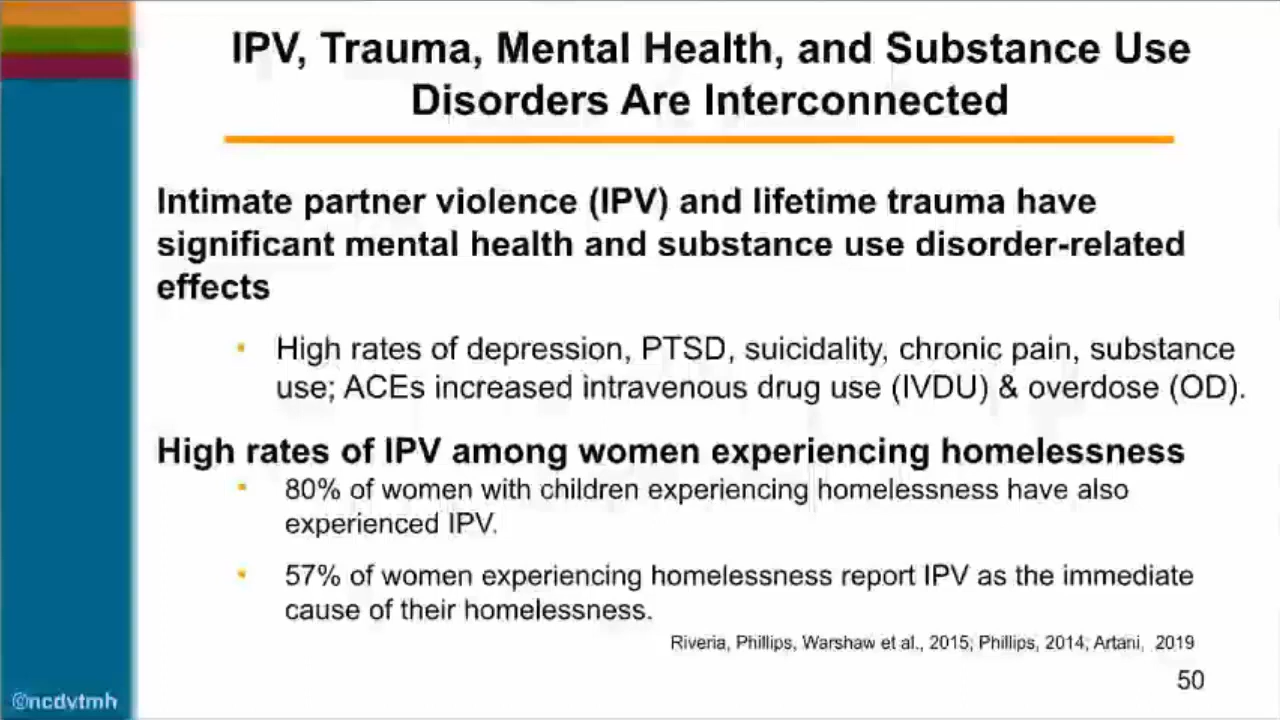 IPV, Trauma, Mental Health, and Substance Use
Disorders Are Interconnected
Intimate partner violence (IPV) and lifetime trauma have
significant mental health and substance use disorder-related
effects
High rates of depression, PTSD, suicidality, chronic pain, substance
use; ACEs increased intravenous drug use (IVDU) & overdose (OD).
High rates of IPV among women experiencing homelessness
80% of women with children experiencing homelessness have also
experienced IPV.
57% of women experiencing homelessness report IPV as the immediate
cause of their homelessness.
Riveria, Phillips, Warshaw et al., 2015; Phillips, 2014; Artani, 2019
50
@ncdvtmh